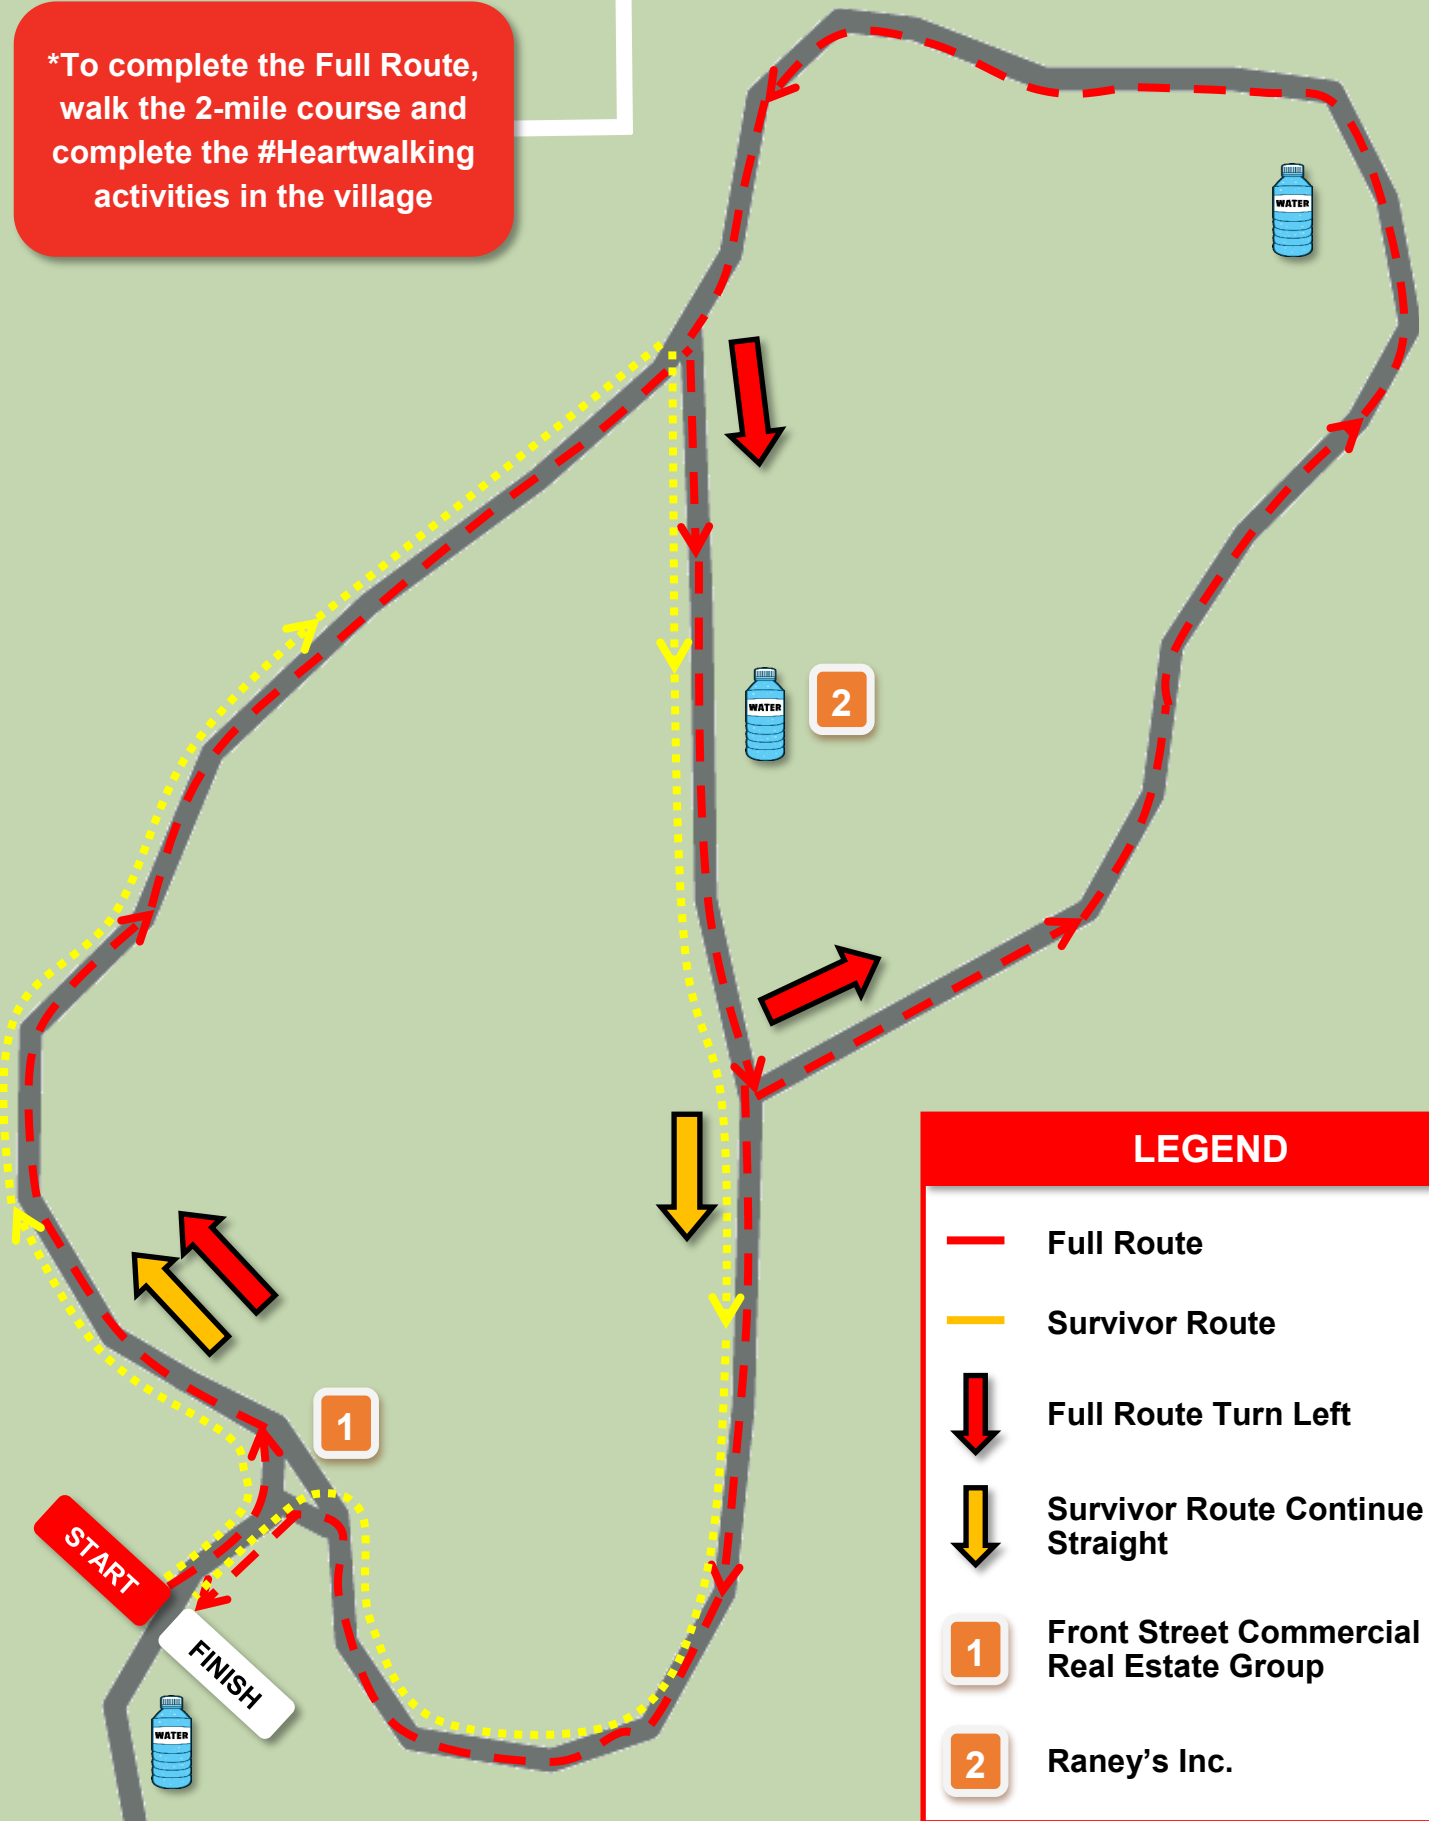 *To complete the Full Route,
walk the 2-mile course and
complete the #Heartwalking
activities in the village
WATER
WATER
2
1
START
FINISH
WATER
LEGEND
Full Route
Survivor Route
Full Route Turn Left
Survivor Route Continue
Straight
1
Front Street Commercial
Real Estate Group
2
Raney’s Inc.